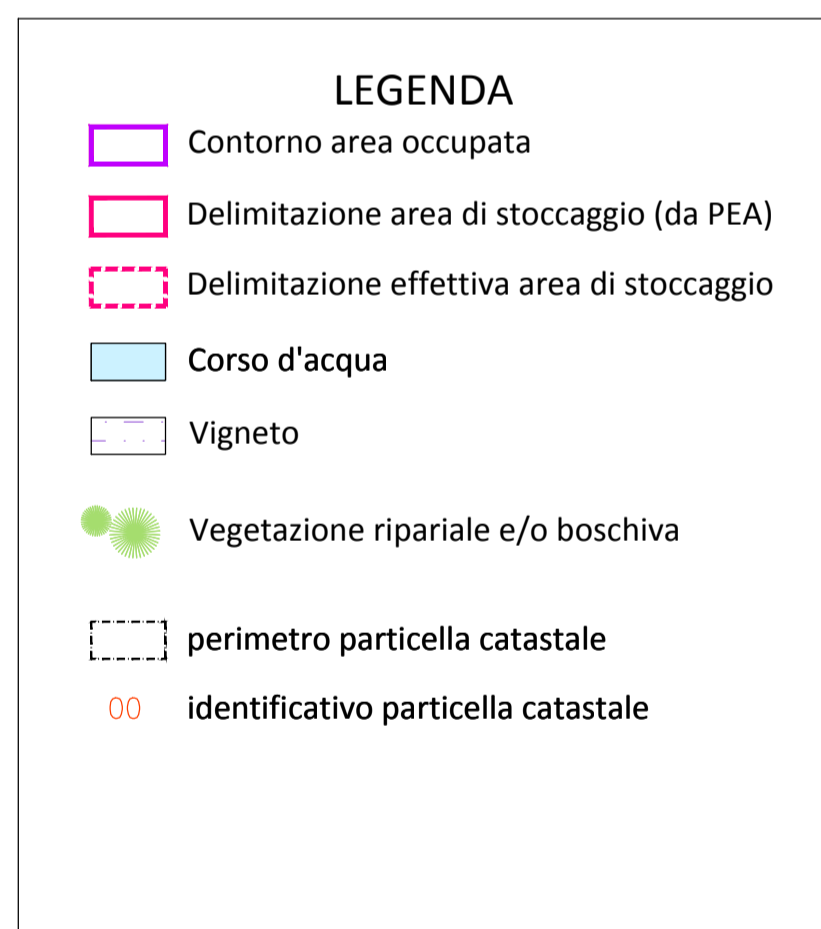 LEGENDA
Contorno area occupata
Delimitazione area di stoccaggio (da PEA)
Delimitazione effettiva area di stoccaggio
Corso d'acqua
Vigneto
Vegetazione ripariale e/o boschiva
perimetro particella catastale
00 identificativo particella catastale